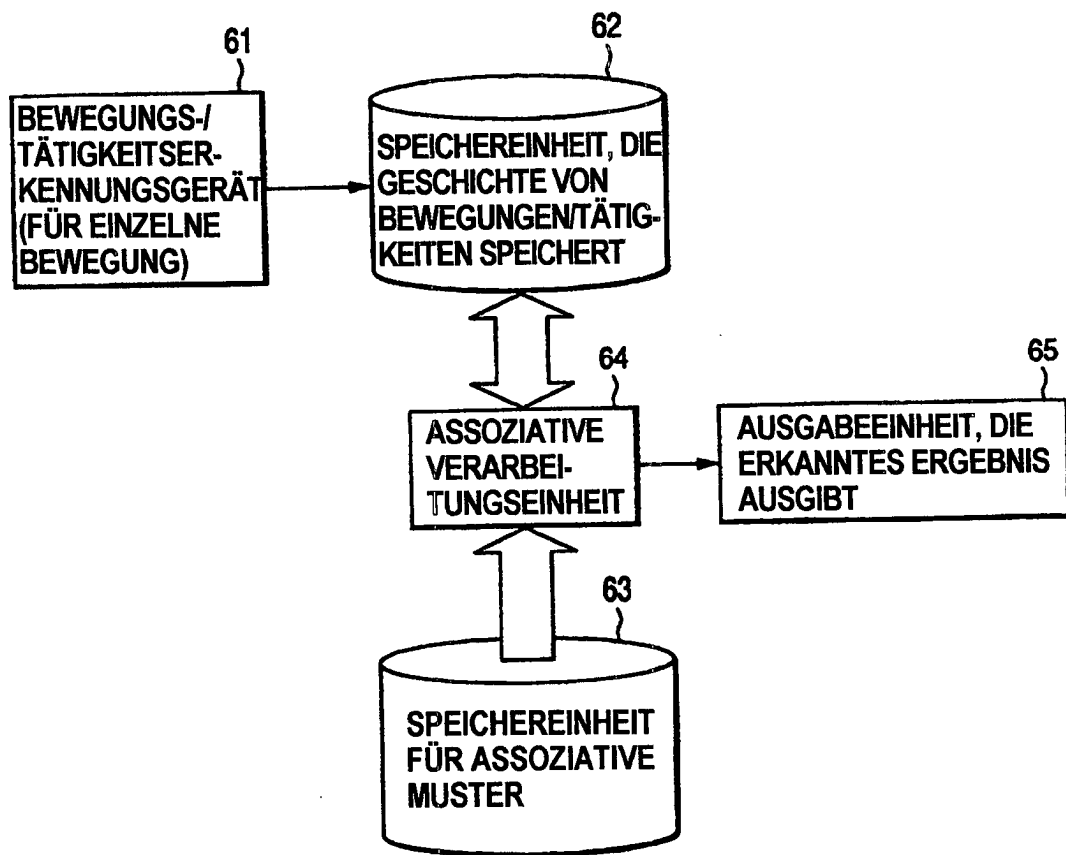 61
BEWEGUNGS-/
TÄTIGKEITSER-
KENNUNGSGERÄT
(FÜR EINZELNE
BEWEGUNG)
62
SPEICHEREINHEIT, DIE
GESCHICHTE VON
BEWEGUNGEN/TÄTIG-
KEITEN SPEICHERT
64
ASSOZIATIVE
VERARBEI-
TUNGSEINHEIT
65
AUSGABEEINHEIT, DIE
ERKANNTES ERGEBNIS
AUSGIBT
63
SPEICHEREINHEIT
FÜR ASSOZIATIVE
MUSTER